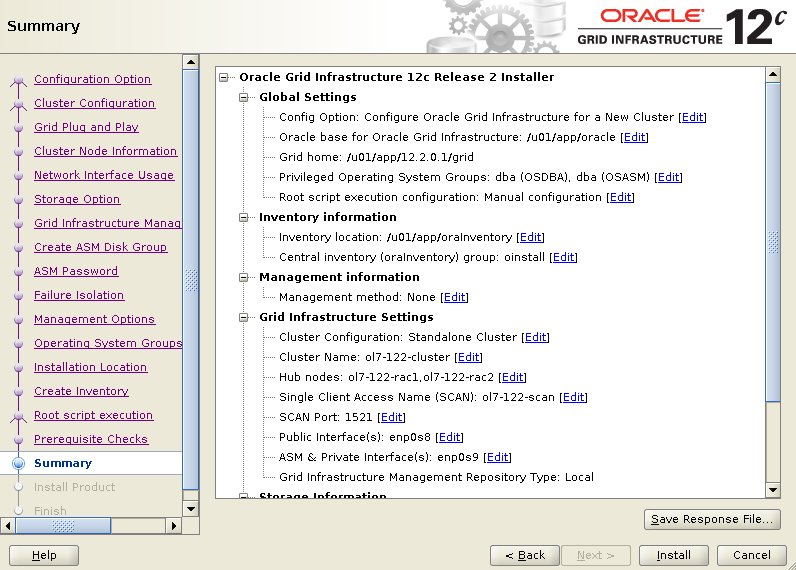 Summary
ORACLE
GRID INFRASTRUCTURE
12c
Configuration Option
Cluster Configuration
Grid Plug and Play
Cluster Node Information
Network Interface Usage
Storage Option
Grid Infrastructure Manag
Create ASM Disk Group
ASM Password
Failure Isolation
Management Options
Operating System Groups
Installation Location
Create Inventory
Root script execution
Prerequisite Checks
Summary
Install Product
Finish
Oracle Grid Infrastructure 12c Release 2 Installer
Global Settings
Config Option: Configure Oracle Grid Infrastructure for a New Cluster [Edit]
Oracle base for Oracle Grid Infrastructure: /u01/app/oracle [Edit]
Grid home: /u01/app/12.2.0.1/grid
Privileged Operating System Groups: dba (OSDBA), dba (OSASM) [Edit]
Root script execution configuration: Manual configuration [Edit]
Inventory information
Inventory location: /u01/app/oraInventory [Edit]
Central inventory (oraInventory) group: oinstall [Edit]
Management information
Management method: None [Edit]
Grid Infrastructure Settings
Cluster Configuration: Standalone Cluster [Edit]
Cluster Name: ol7-122-cluster [Edit]
Hub nodes: ol7-122-rac1,ol7-122-rac2 [Edit]
Single Client Access Name (SCAN): ol7-122-scan [Edit]
SCAN Port: 1521 [Edit]
Public Interface(s): enp0s8 [Edit]
ASM & Private Interface(s): enp0s9 [Edit]
Grid Infrastructure Management Repository Type: Local
Storage Information
Save Response File...
Help
< Back
Next >
Install
Cancel